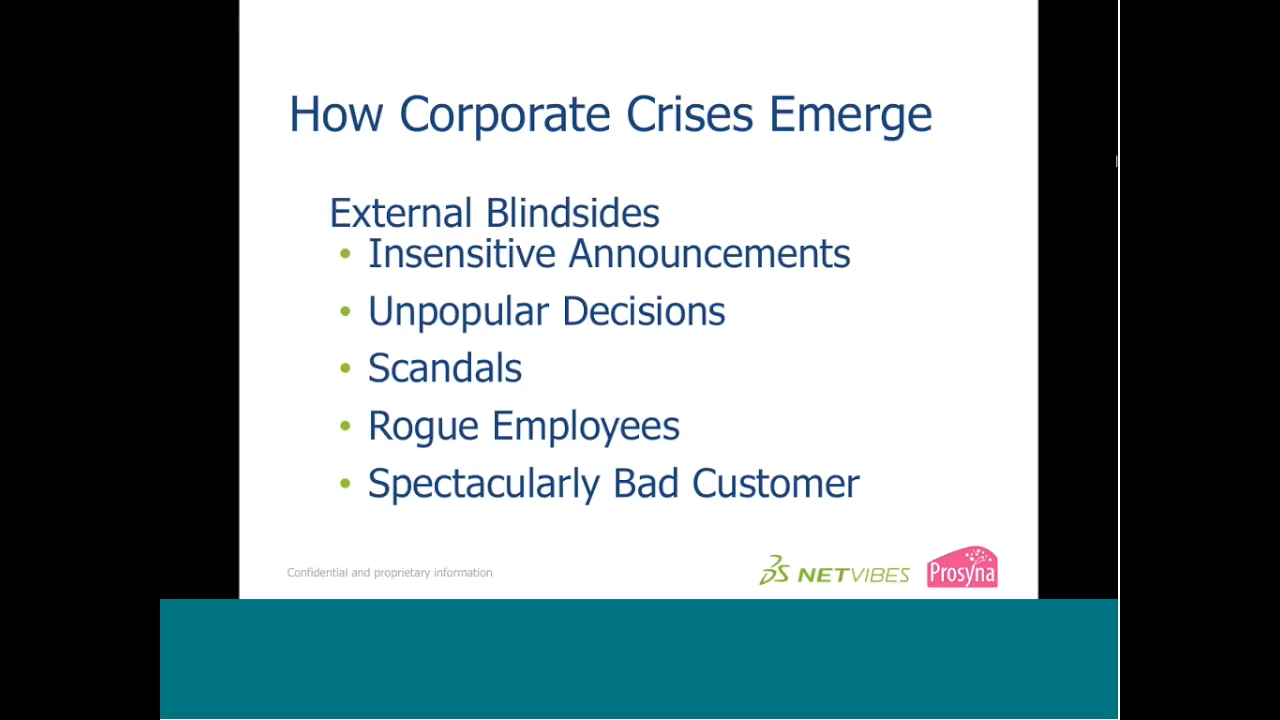 How Corporate Crises Emerge
External Blindsides
• Insensitive Announcements
• Unpopular Decisions
• Scandals
• Rogue Employees
• Spectacularly Bad Customer
Confidential and proprietary information
NETVIBES
Prosyna